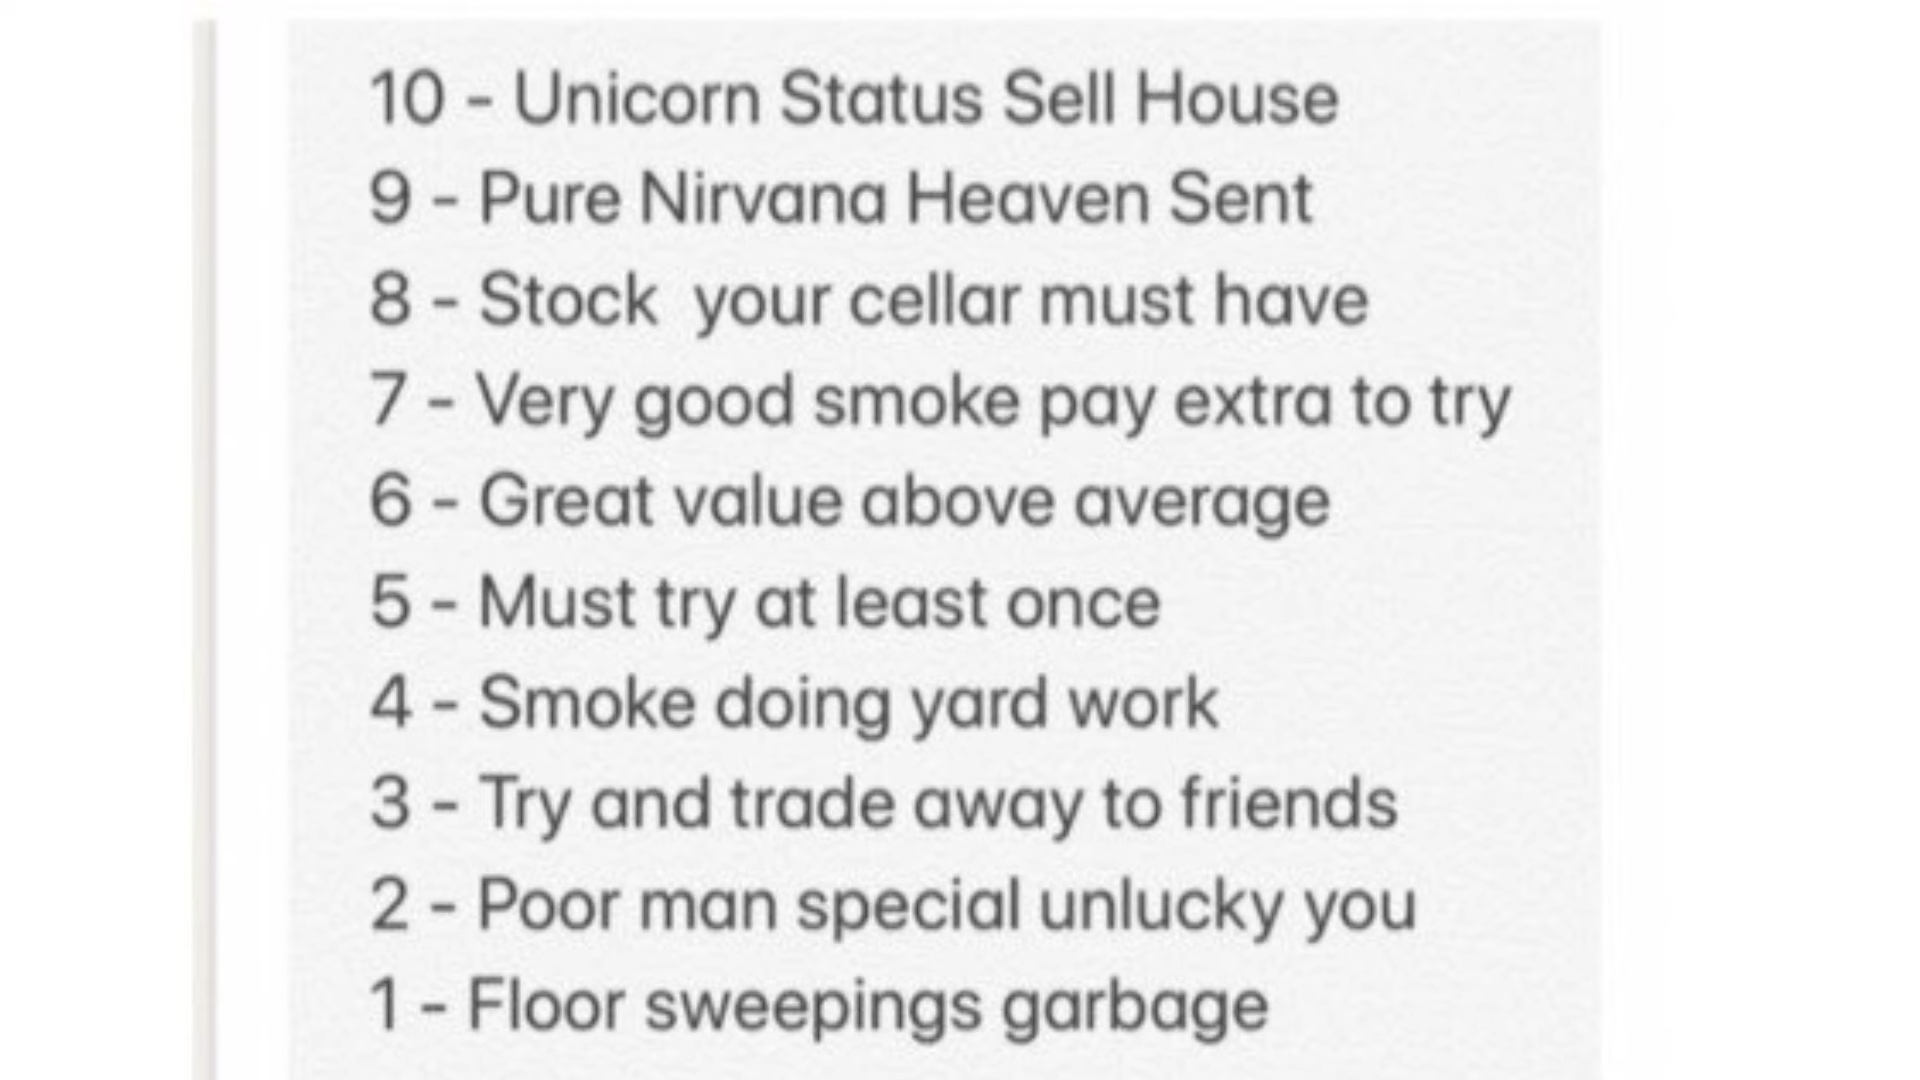 10 - Unicorn Status Sell House
9 - Pure Nirvana Heaven Sent
8 - Stock  your cellar must have
7 - Very good smoke pay extra to try
6 - Great value above average
5 - Must try at least once
4 - Smoke doing yard work
3 - Try and trade away to friends
2 - Poor man special unlucky you
1 - Floor sweepings garbage